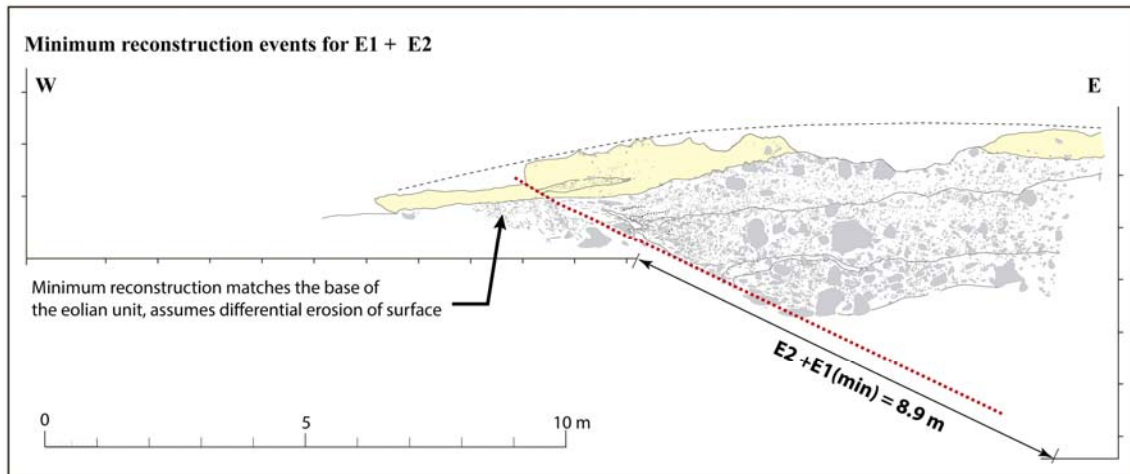 Minimum reconstruction events for E1 + E2
W
E
Minimum reconstruction matches the base of
the eolian unit, assumes differential erosion of surface
E2 +E1(min) = 8.9 m
0 5 10 m